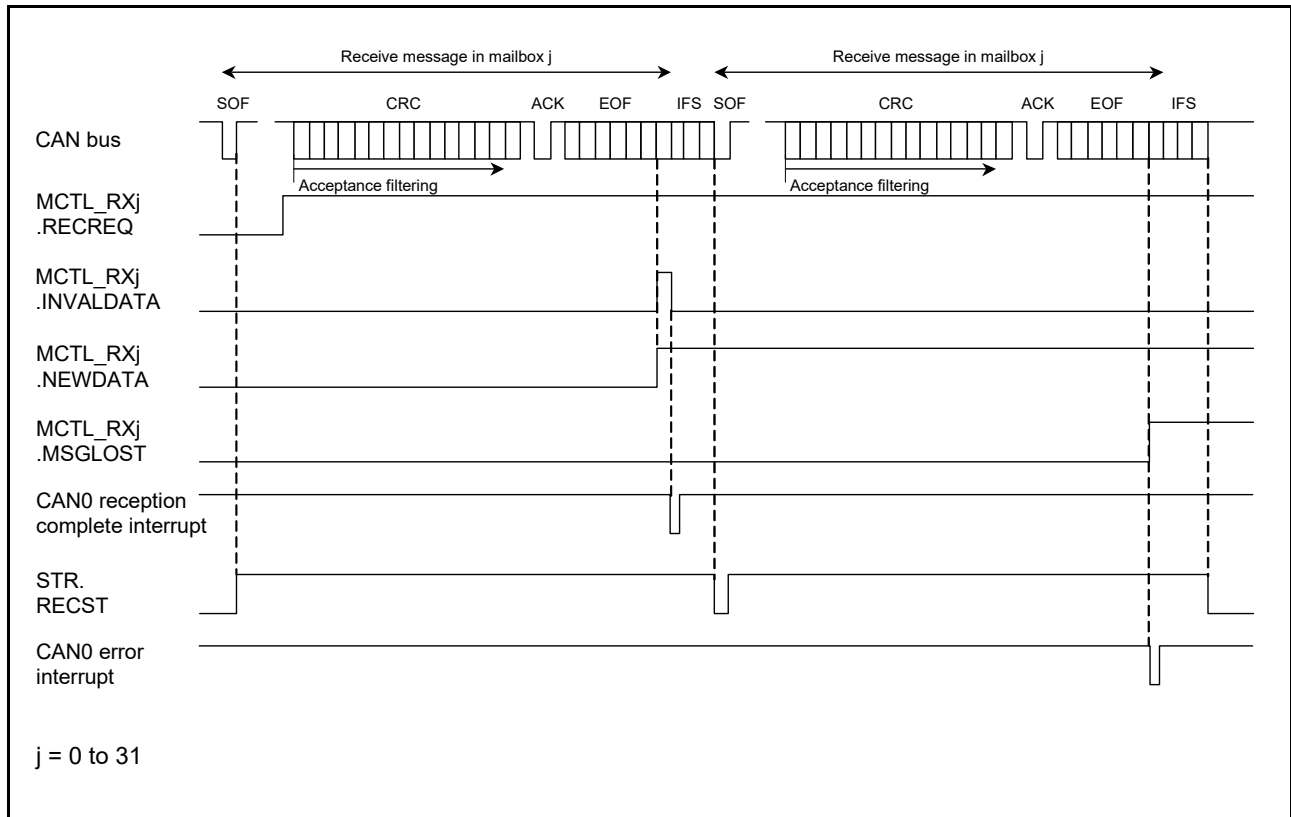 Receive message in mailbox j
Receive message in mailbox j
SOF CRC ACK EOF IFS SOF CRC ACK EOF IFS
CAN bus
Acceptance filtering
Acceptance filtering
MCTL_RXj
.RECREQ
MCTL_RXj
.INVALDATA
MCTL_RXj
.NEWDATA
MCTL_RXj
.MSGLOST
CAN0 reception
complete interrupt
STR.
RECST
CAN0 error
interrupt
j = 0 to 31